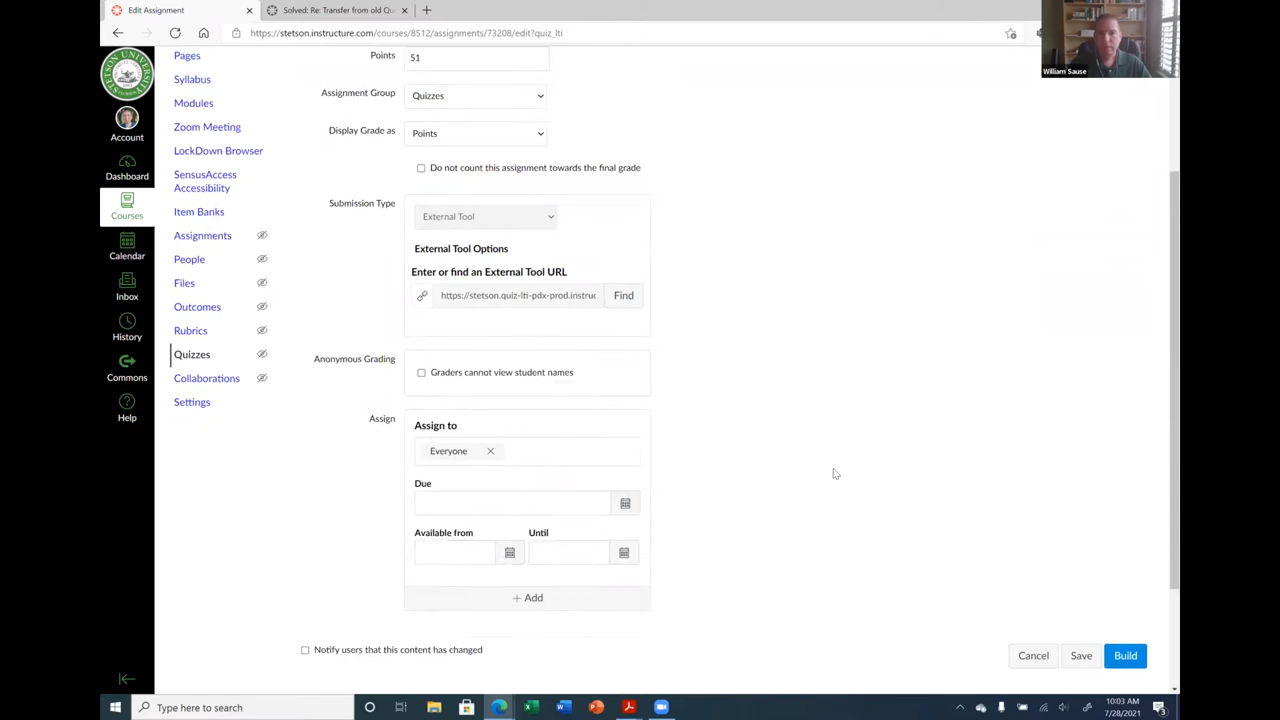 Edit Assignment
Solved: Re: Transfer from old Qu
https://stetson.instructure.com/courses/8512/assignments/73208/edit?quiz_lti
William Sause
STETSON UNIVERSITY
Account
Dashboard
Courses
Calendar
Inbox
History
Commons
Help
Pages
Syllabus
Modules
Zoom Meeting
LockDown Browser
SensusAccess
Accessibility
Item Banks
Assignments
People
Files
Outcomes
Rubrics
Quizzes
Collaborations
Settings
Points
51
Assignment Group
Quizzes
Display Grade as
Points
Do not count this assignment towards the final grade
Submission Type
External Tool
External Tool Options
Enter or find an External Tool URL
https://stetson.quiz-lti-pdx-prod.instruc
Find
Anonymous Grading
Graders cannot view student names
Assign
Assign to
Everyone
Due
Available from
Until
+ Add
Notify users that this content has changed
Cancel
Save
Build
Type here to search
10:03 AM
7/28/2021
3